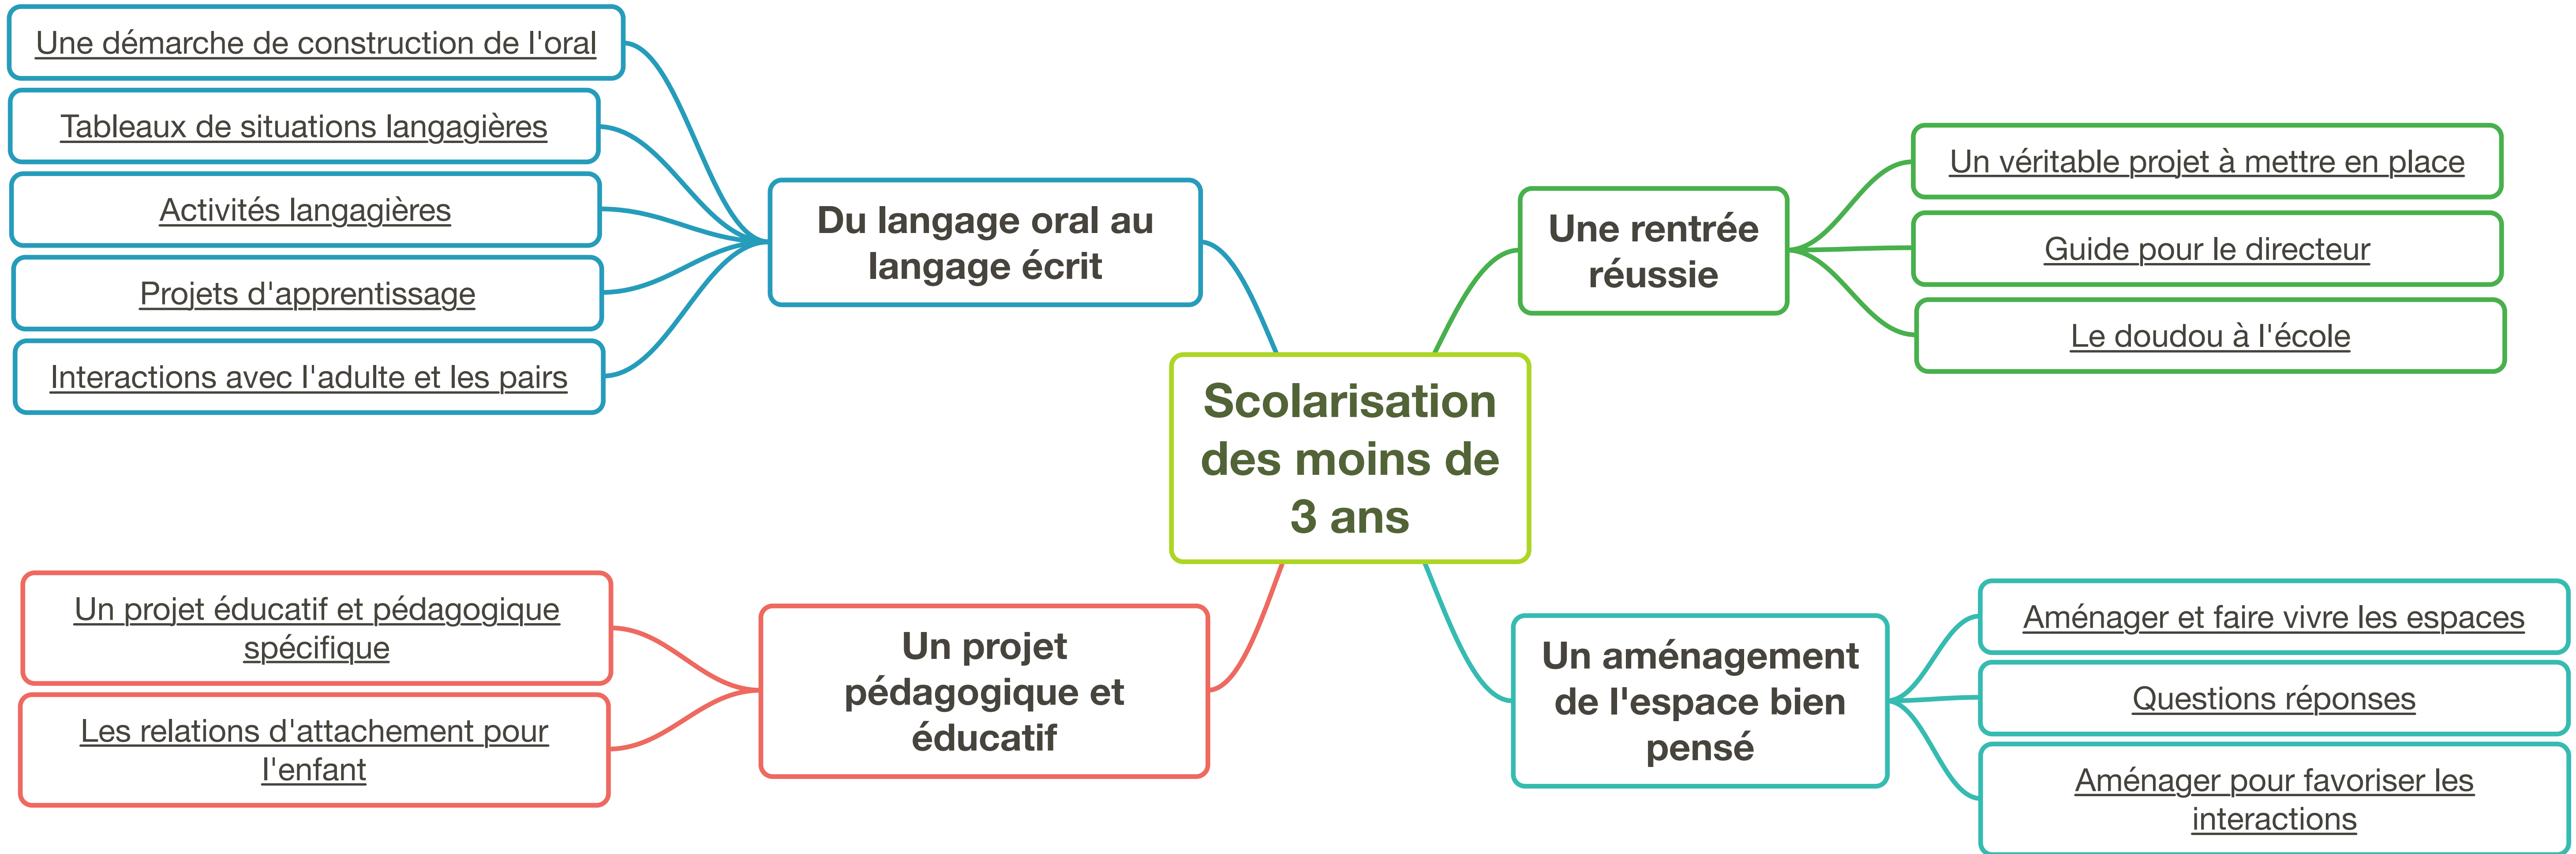 Une démarche de construction de l'oral
Tableaux de situations langagières
Activités langagières
Projets d'apprentissage
Interactions avec l'adulte et les pairs
Du langage oral au
langage écrit
Une rentrée
réussie
Un véritable projet à mettre en place
Guide pour le directeur
Le doudou à l'école
Scolarisation
des moins de
3 ans
Un projet éducatif et pédagogique
spécifique
Les relations d'attachement pour
l'enfant
Un projet
pédagogique et
éducatif
Un aménagement
de l'espace bien
pensé
Aménager et faire vivre les espaces
Questions réponses
Aménager pour favoriser les
interactions